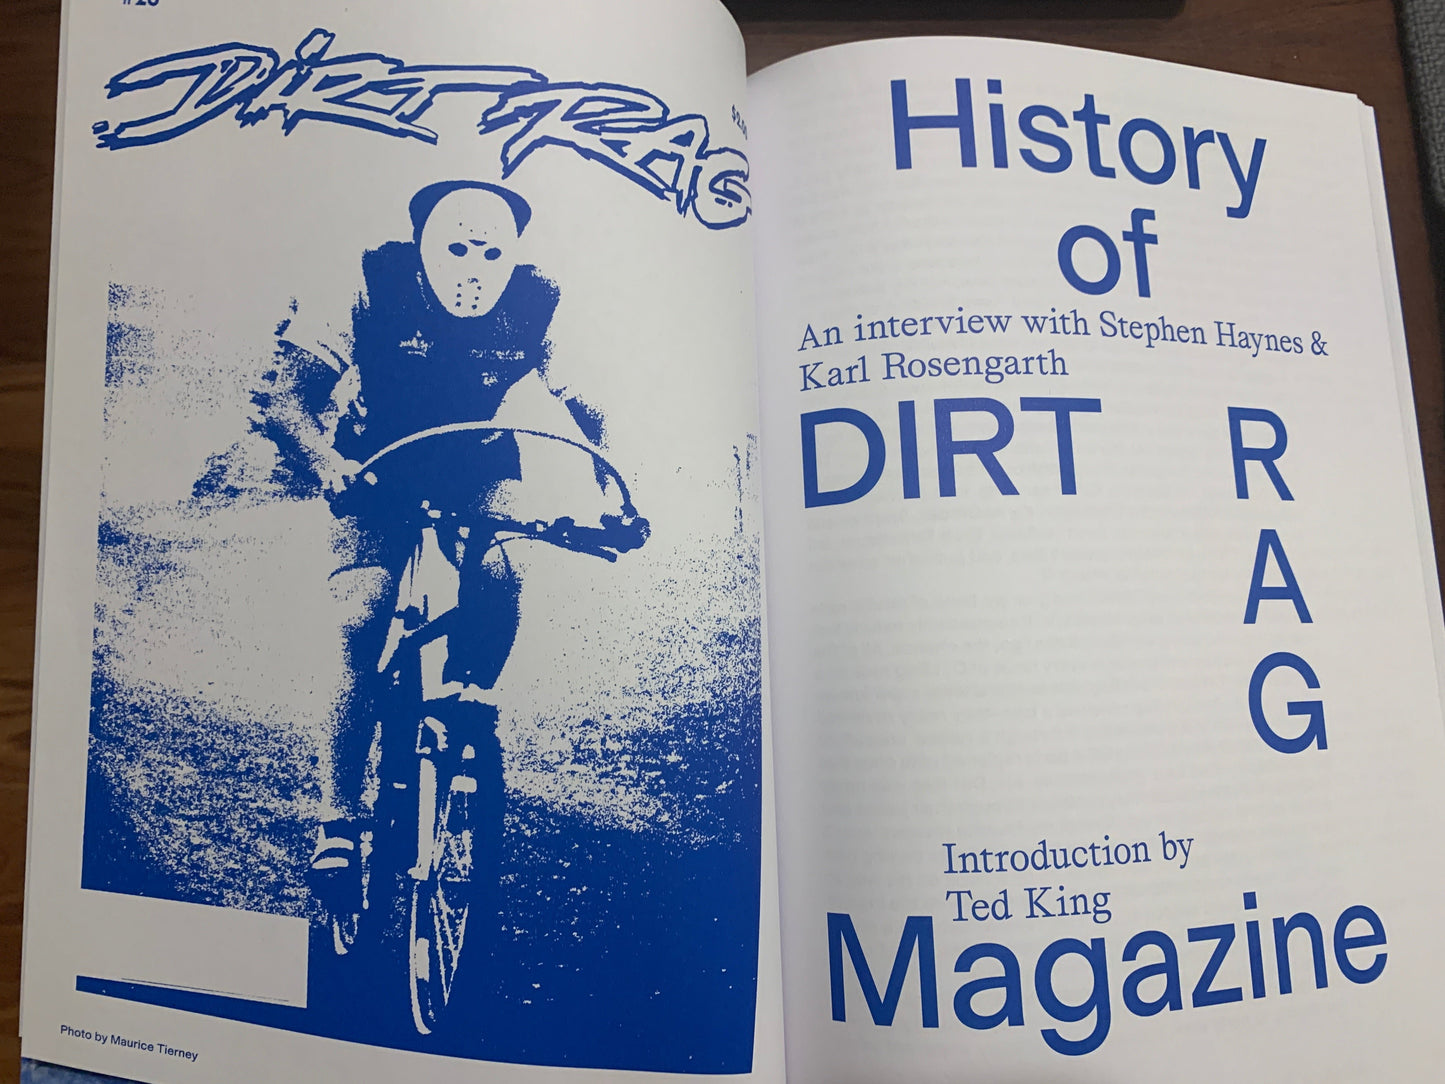 DIRT RAG
Photo by Maurice Tierney
History
of
An interview with Stephen Haynes &
Karl Rosengarth
DIRT
R
A
G
Introduction by
Ted King
Magazine